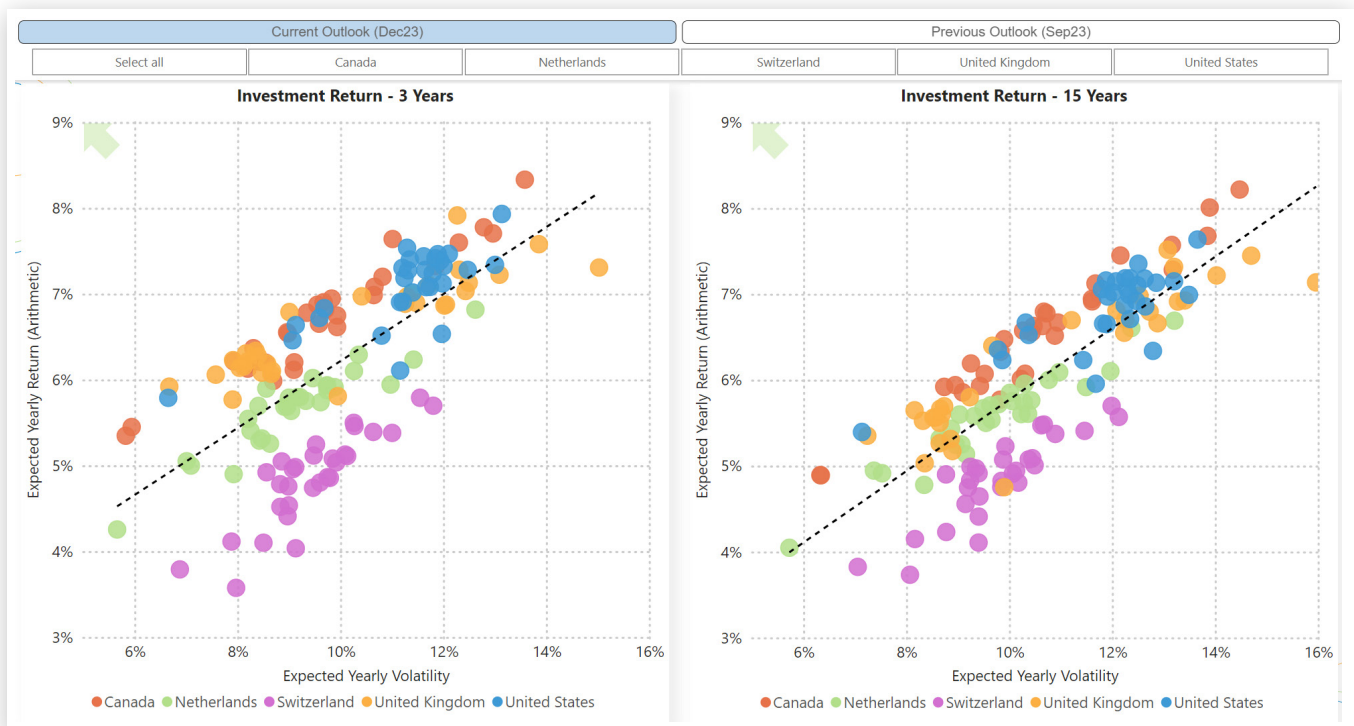 Current Outlook (Dec23) Previous Outlook (Sep23)
Select all Canada Netherlands Switzerland United Kingdom United States
Investment Return - 3 Years
9%
8%
7%
6%
5%
4%
3%
Expected Yearly Return (Arithmetic)
6% 8% 10% 12% 14% 16%
Expected Yearly Volatility
Canada Netherlands Switzerland United Kingdom United States
Investment Return - 15 Years
9%
8%
7%
6%
5%
4%
3%
Expected Yearly Return (Arithmetic)
6% 8% 10% 12% 14% 16%
Expected Yearly Volatility
Canada Netherlands Switzerland United Kingdom United States